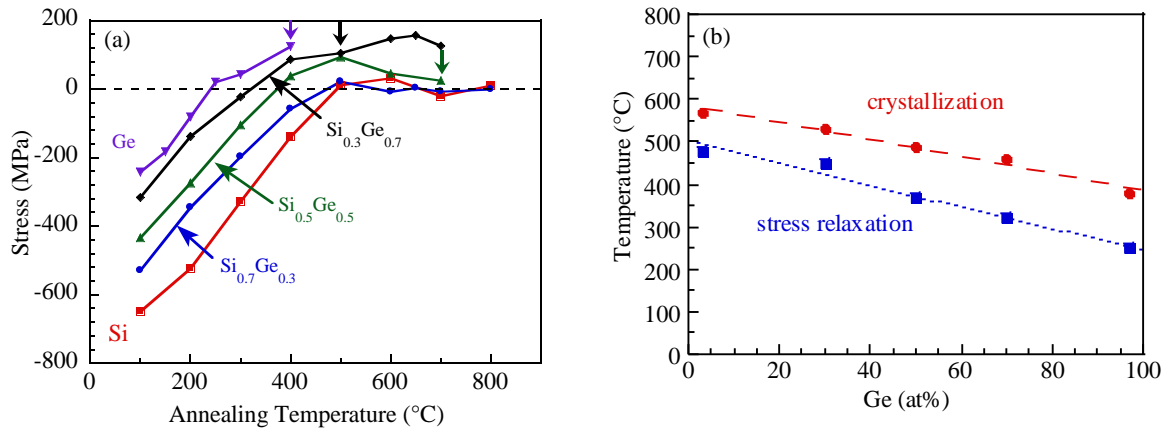 (a)
200
0
-200
-400
-600
-800
Stress (MPa)
Ge
Si₀.₃Ge₀.₇
Si₀.₅Ge₀.₅
Si₀.₇Ge₀.₃
Si
0 200 400 600 800
Annealing Temperature (°C)
(b)
800
700
600
500
400
300
200
100
0
Temperature (°C)
crystallization
stress relaxation
0 20 40 60 80 100
Ge (at%)